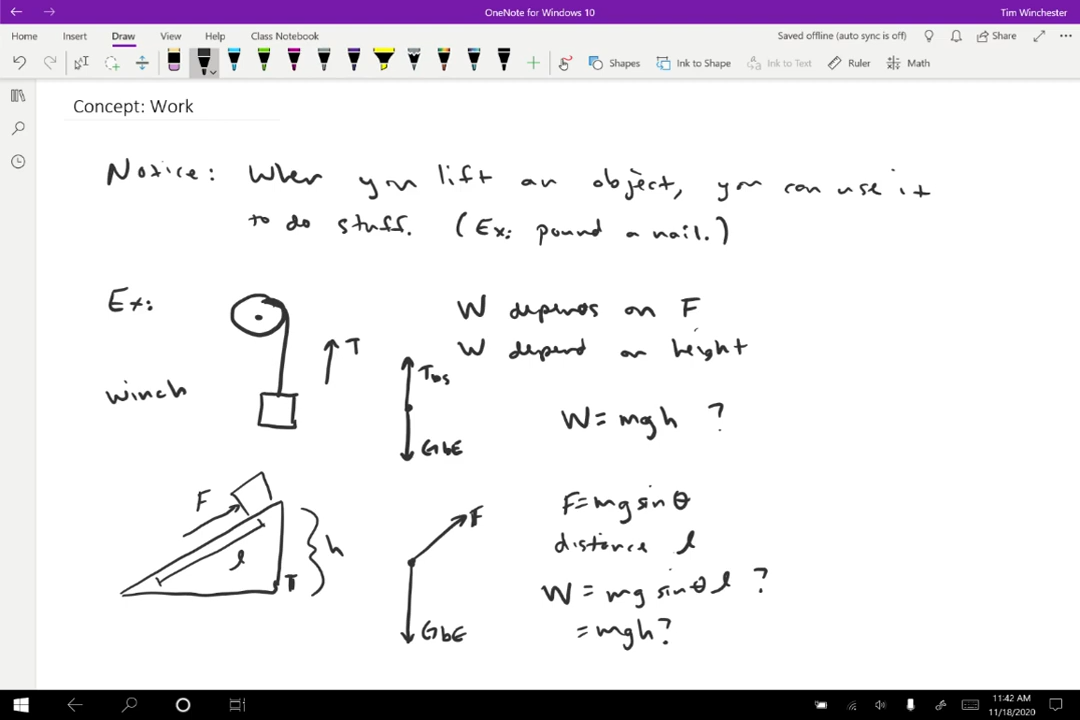 OneNote for Windows 10
Tim Winchester
Home Insert Draw View Help Class Notebook
Saved offline (auto sync is off) Share
Shapes Ink to Shape Ink to Text Ruler Math
Concept: Work
Notice: When you lift an object, you can use it
to do stuff. (Ex: pound a nail.)
Ex:
W depends on F
T
W depend on height
TbS
winch
W = mgh ?
GbE
F
F = mg sin θ
F
distance l
h
l
W = mg sin θ l ?
GbE
= mgh?
11:42 AM
11/18/2020